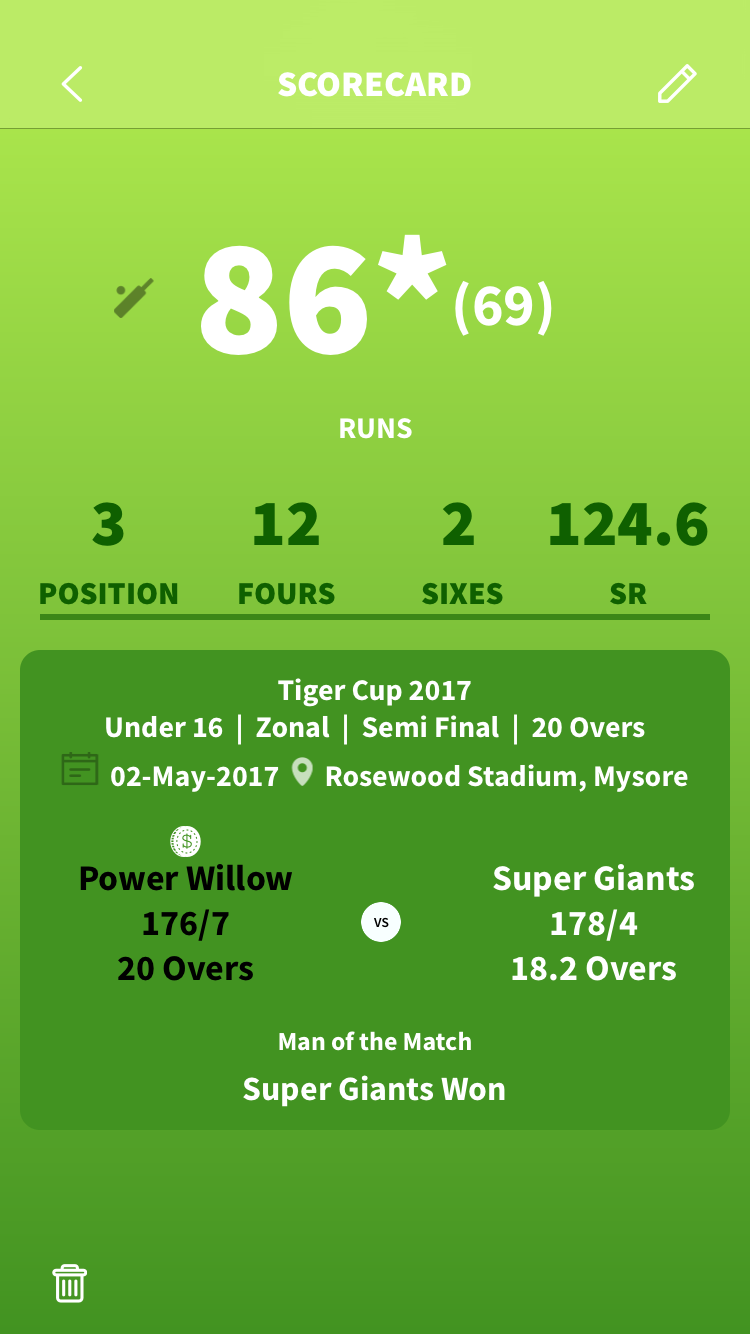 SCORECARD
86*(69)
RUNS
3 12 2 124.6
POSITION FOURS SIXES SR
Tiger Cup 2017
Under 16 | Zonal | Semi Final | 20 Overs
02-May-2017 Rosewood Stadium, Mysore
$
Power Willow Super Giants
176/7 VS 178/4
20 Overs 18.2 Overs
Man of the Match
Super Giants Won